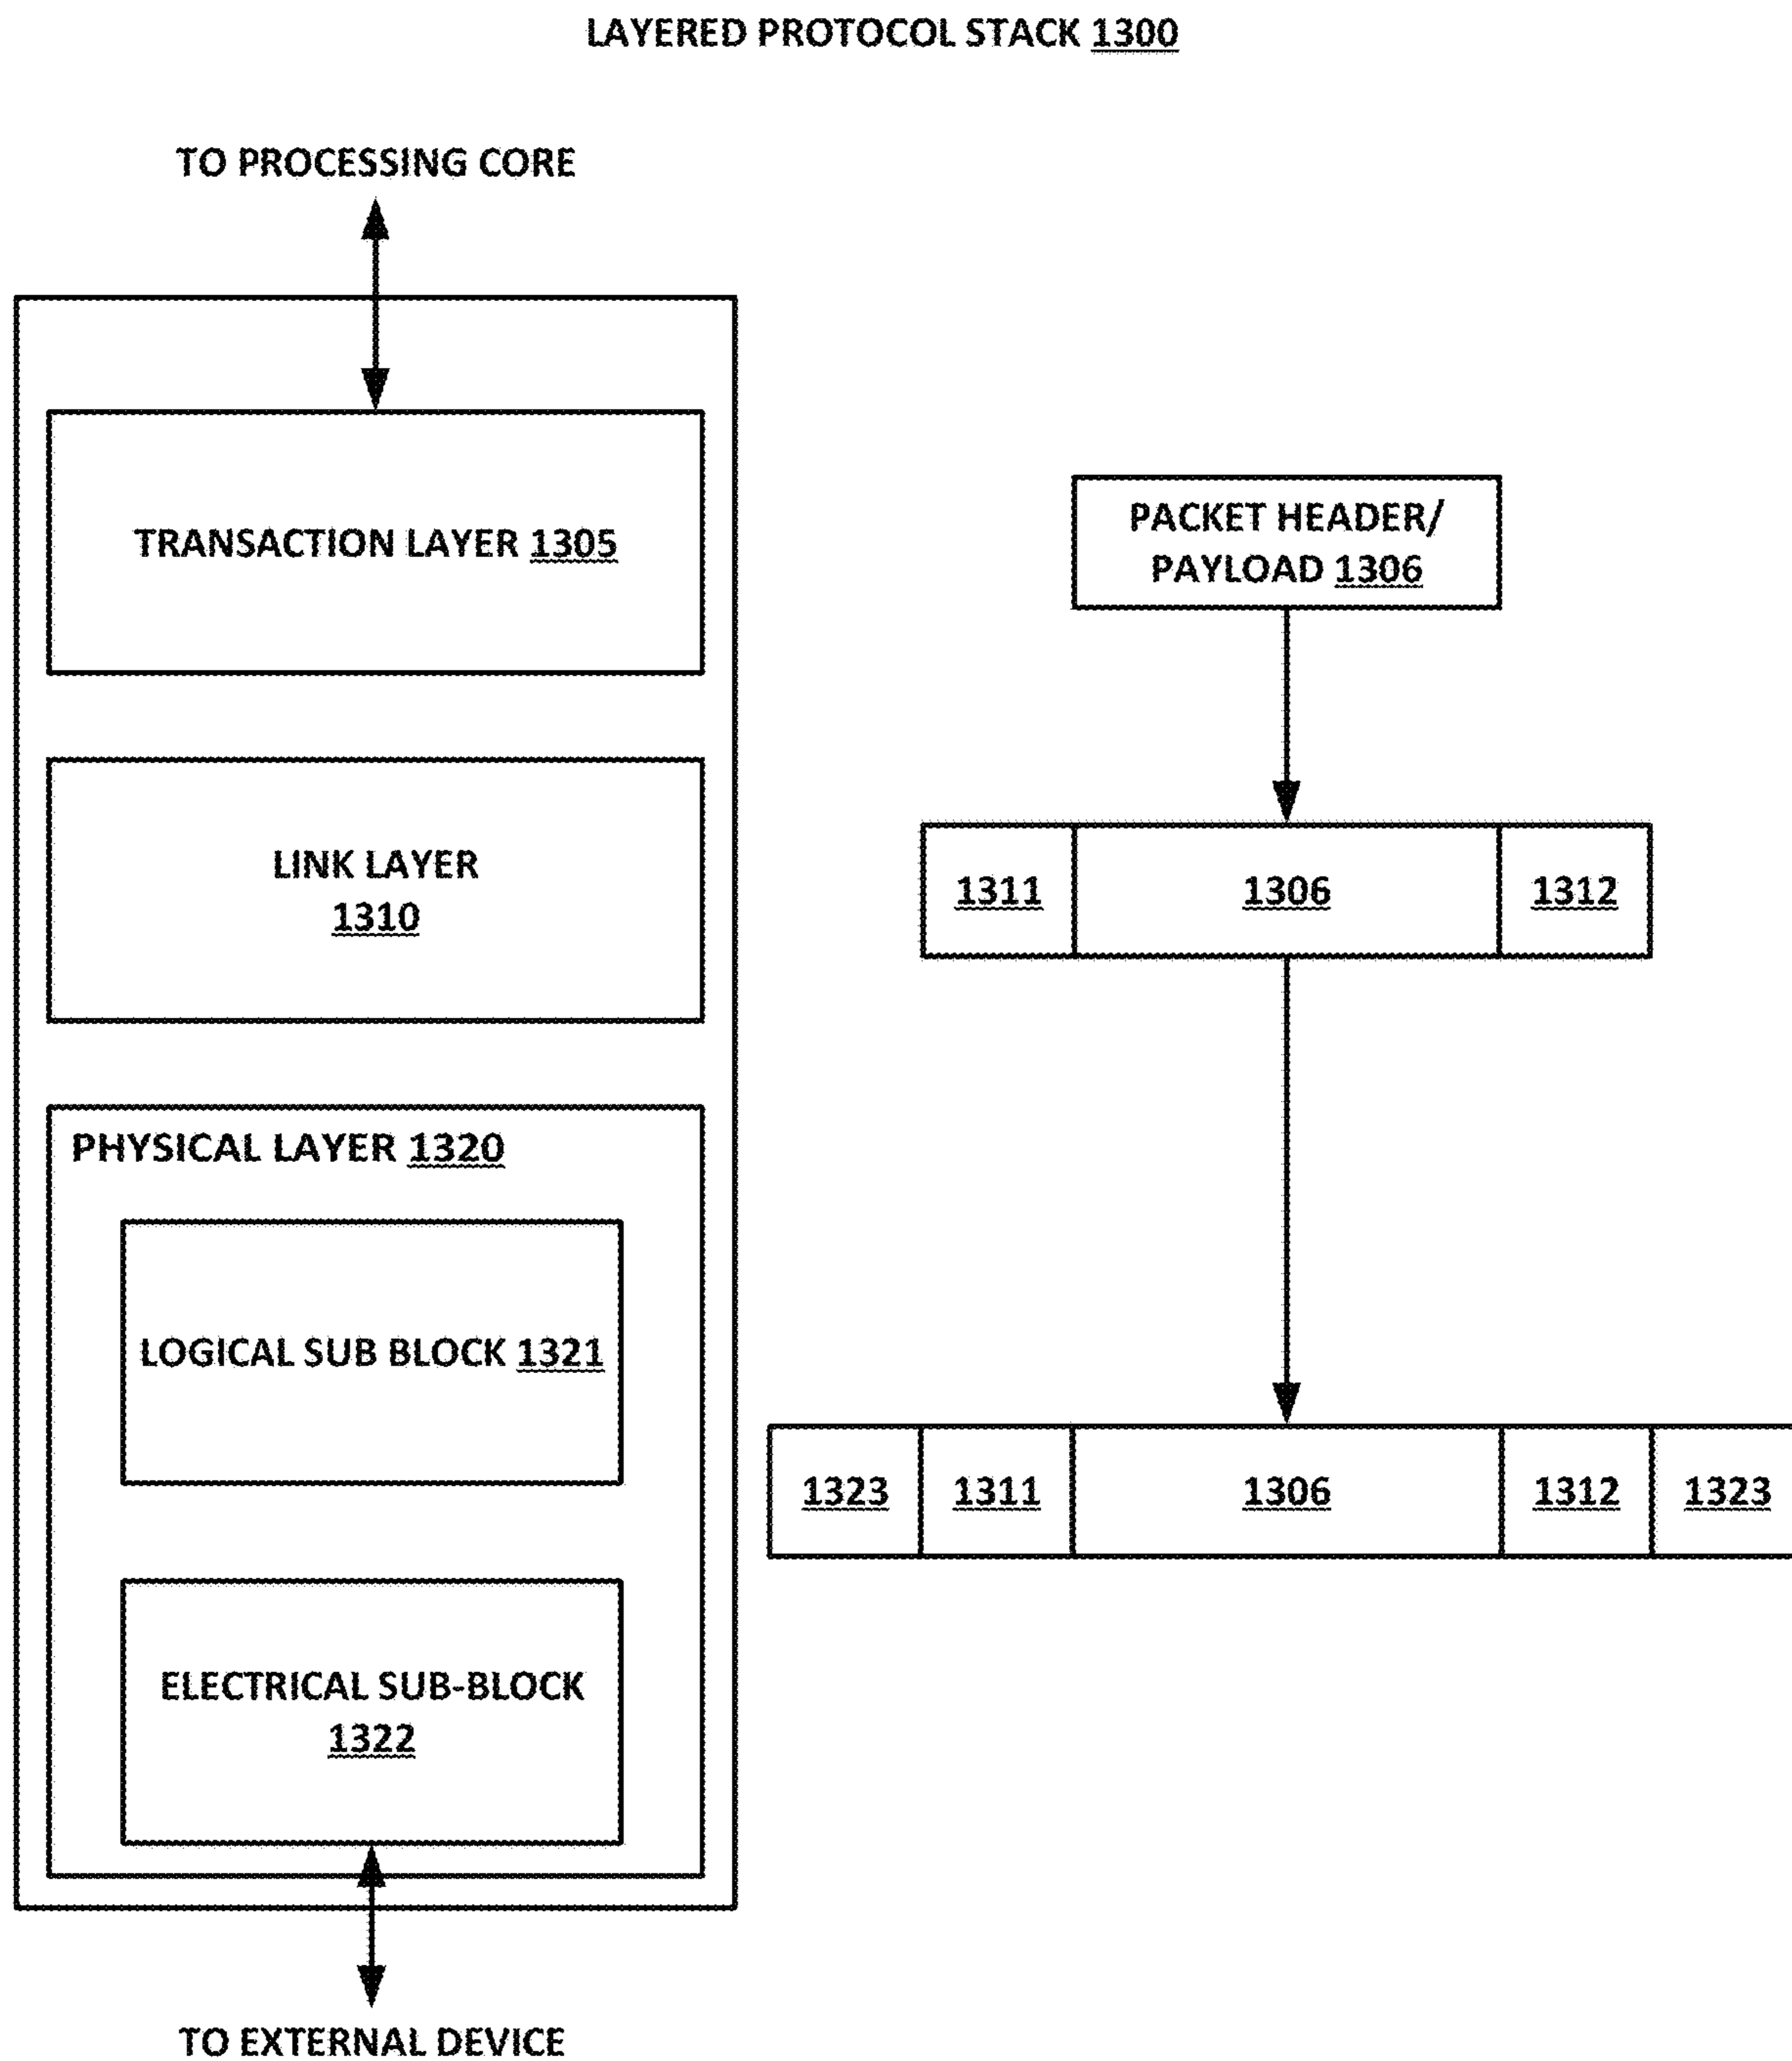 LAYERED PROTOCOL STACK 1300
TO PROCESSING CORE
TRANSACTION LAYER 1305
PACKET HEADER/
PAYLOAD 1306
LINK LAYER
1310
1311 1306 1312
PHYSICAL LAYER 1320
LOGICAL SUB BLOCK 1321
1323 1311 1306 1312 1323
ELECTRICAL SUB-BLOCK
1322
TO EXTERNAL DEVICE